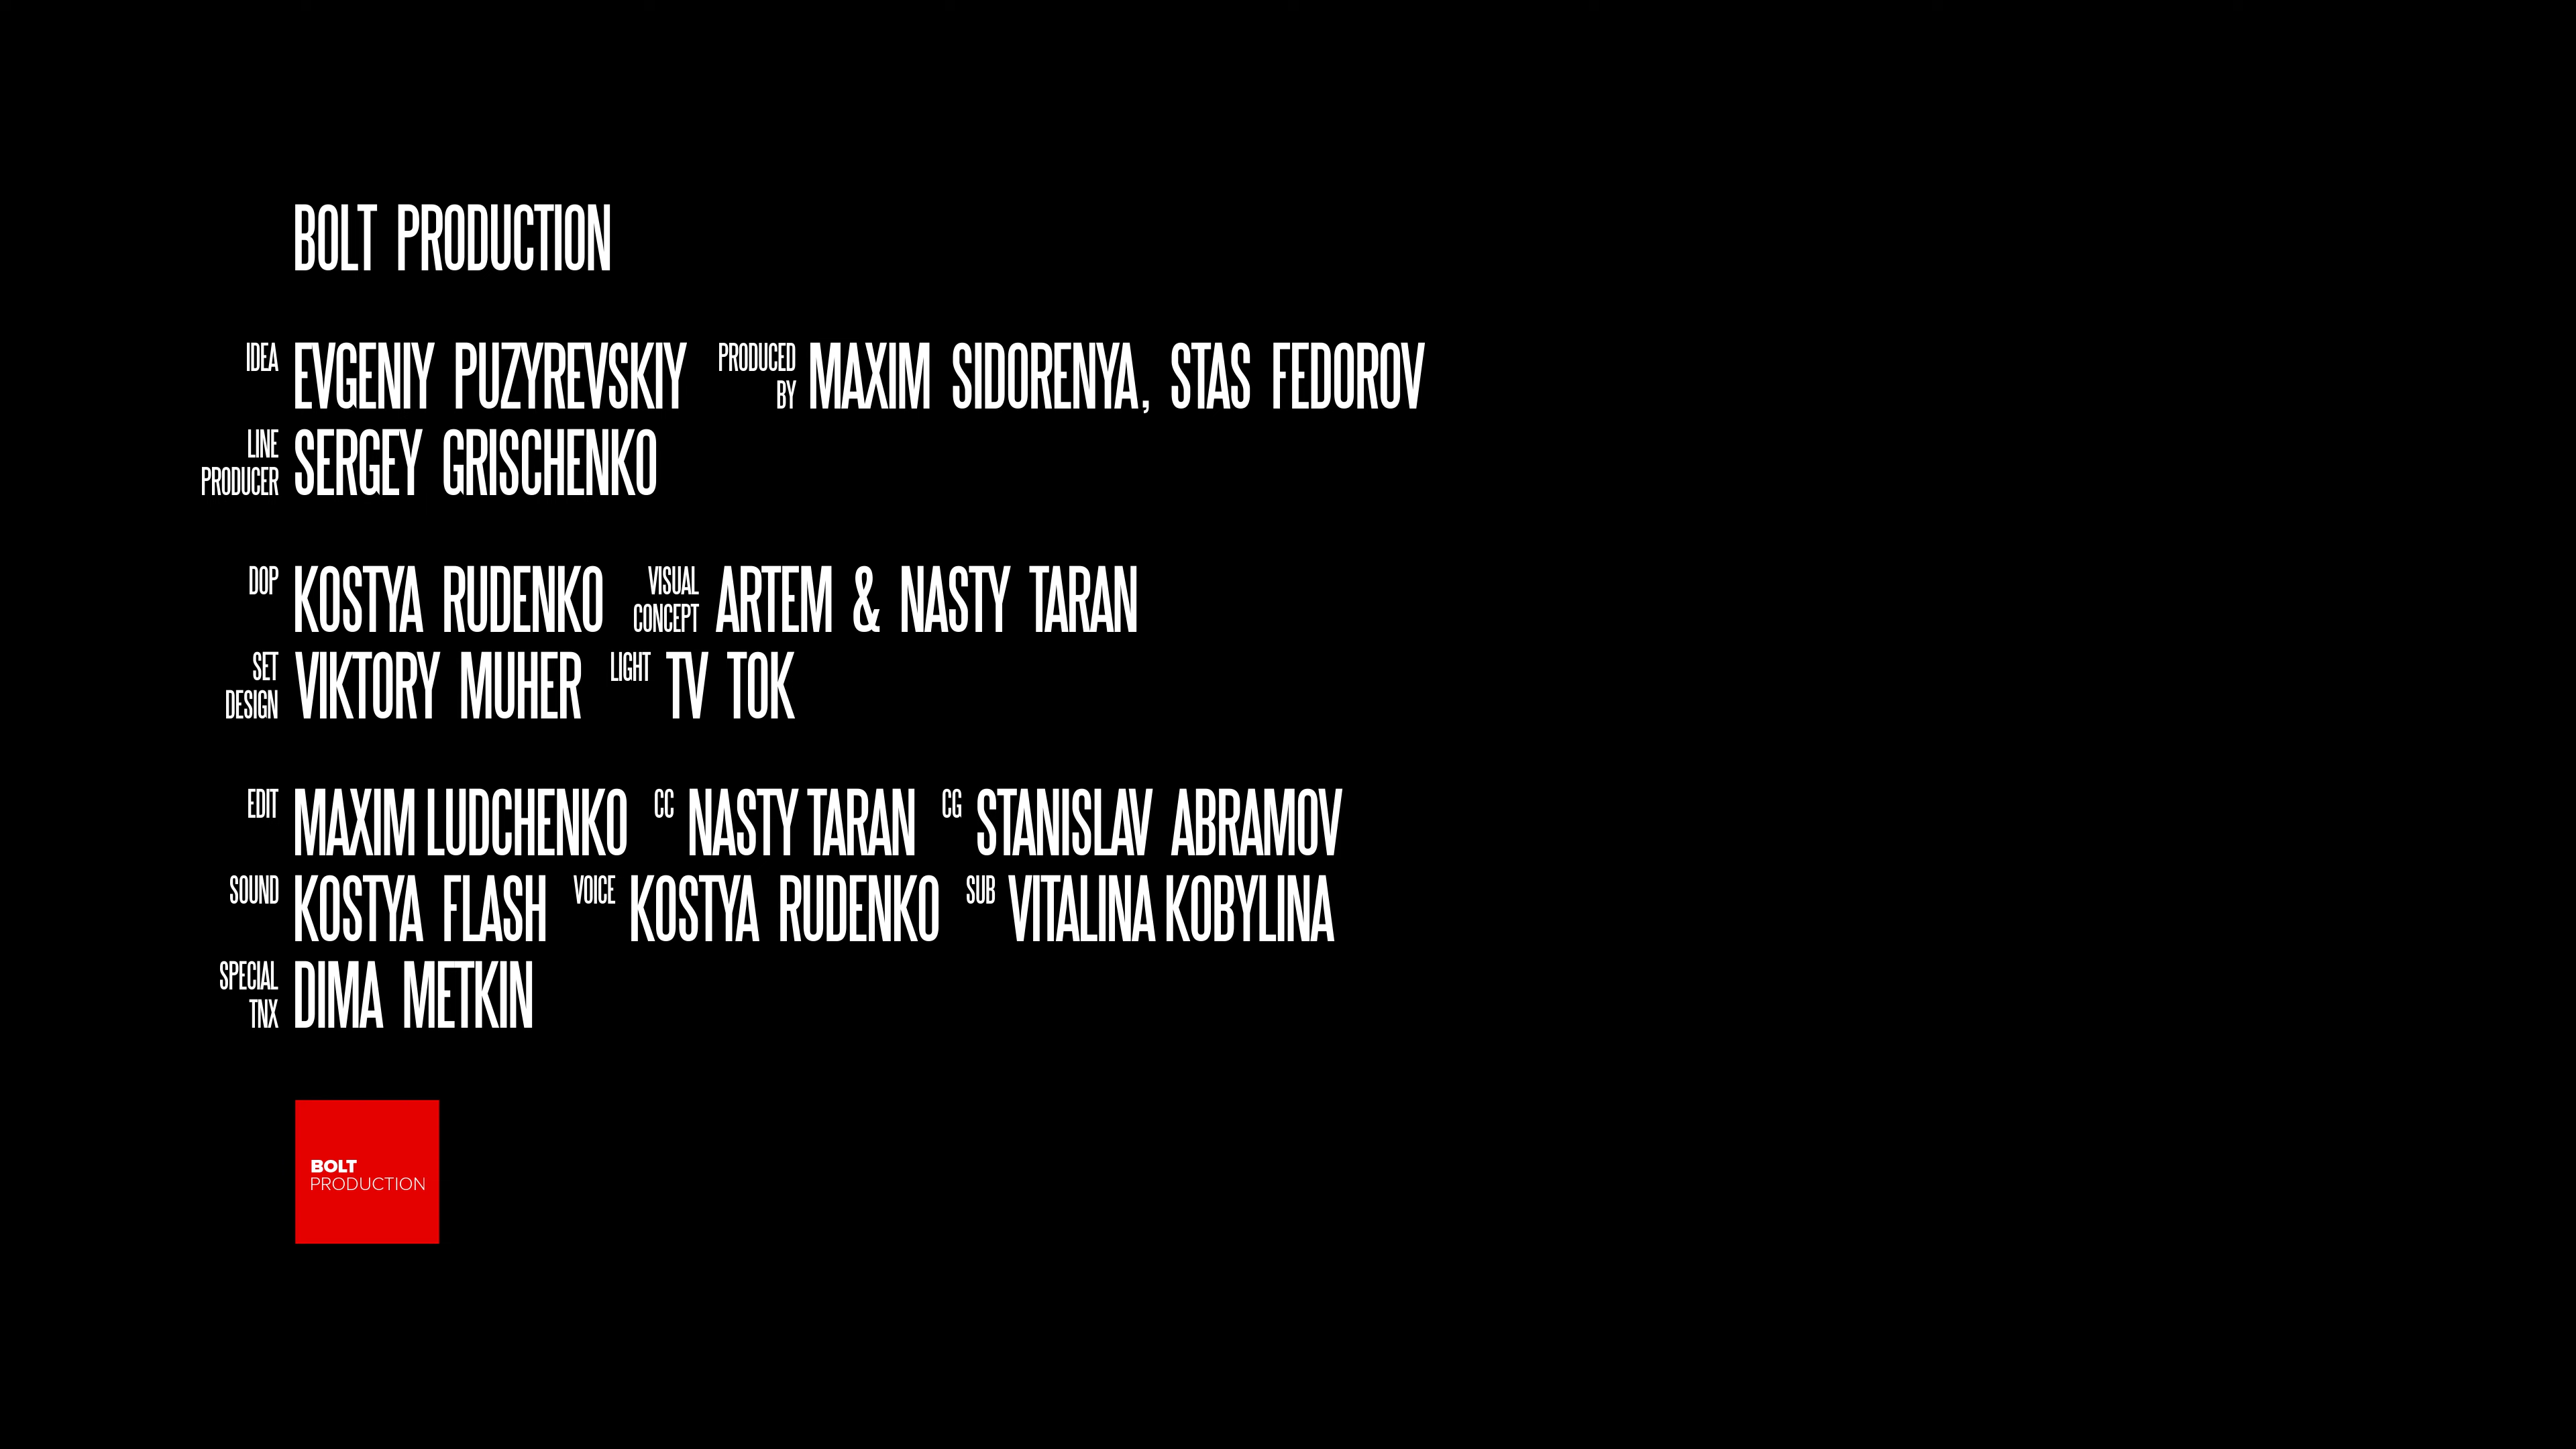 BOLT PRODUCTION
IDEA EVGENIY PUZYREVSKIY PRODUCED BY MAXIM SIDORENYA, STAS FEDOROV
LINE PRODUCER SERGEY GRISCHENKO
DOP KOSTYA RUDENKO VISUAL CONCEPT ARTEM & NASTY TARAN
SET DESIGN VIKTORY MUHER LIGHT TV TOK
EDIT MAXIM LUDCHENKO CC NASTY TARAN CG STANISLAV ABRAMOV
SOUND KOSTYA FLASH VOICE KOSTYA RUDENKO SUB VITALINA KOBYLINA
SPECIAL TNX DIMA METKIN
BOLT
PRODUCTION